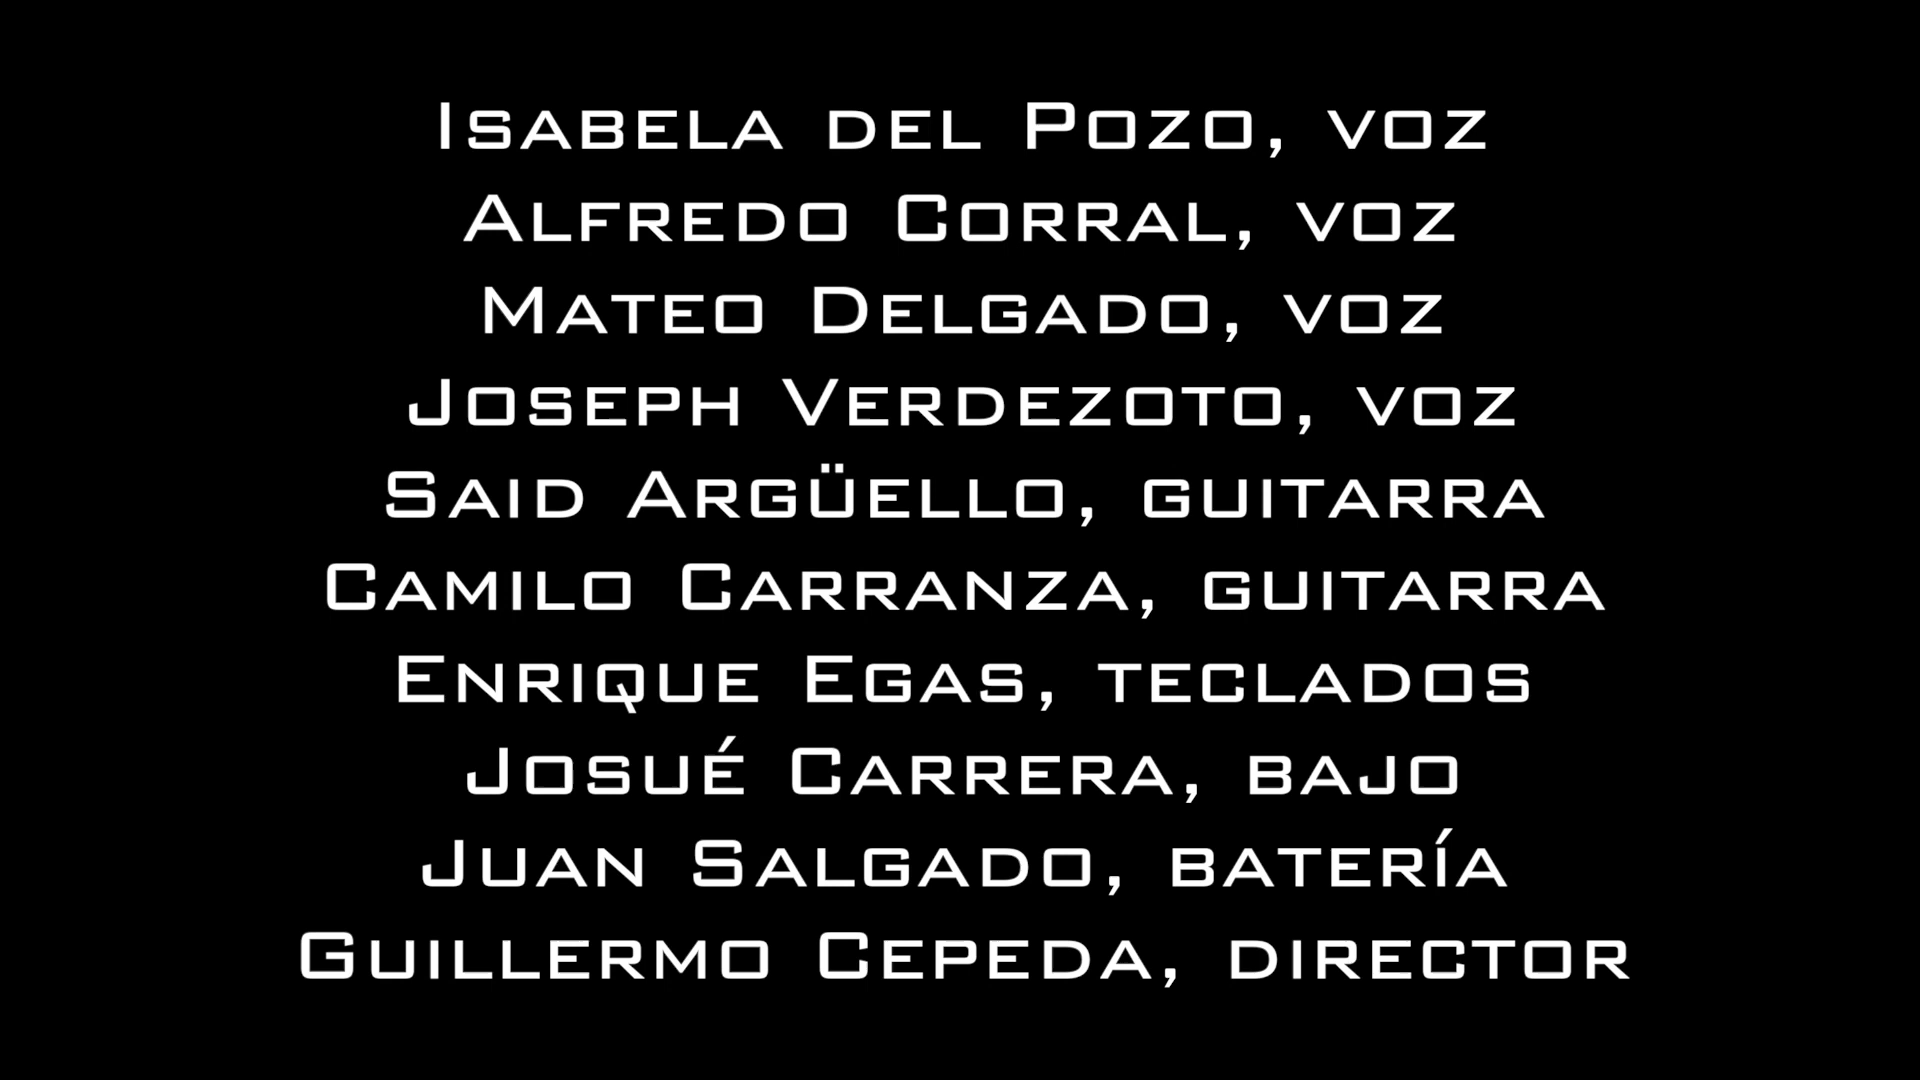 Isabela del Pozo, voz
Alfredo Corral, voz
Mateo Delgado, voz
Joseph Verdezoto, voz
Said Argüello, guitarra
Camilo Carranza, guitarra
Enrique Egas, teclados
Josué Carrera, bajo
Juan Salgado, batería
Guillermo Cepeda, director